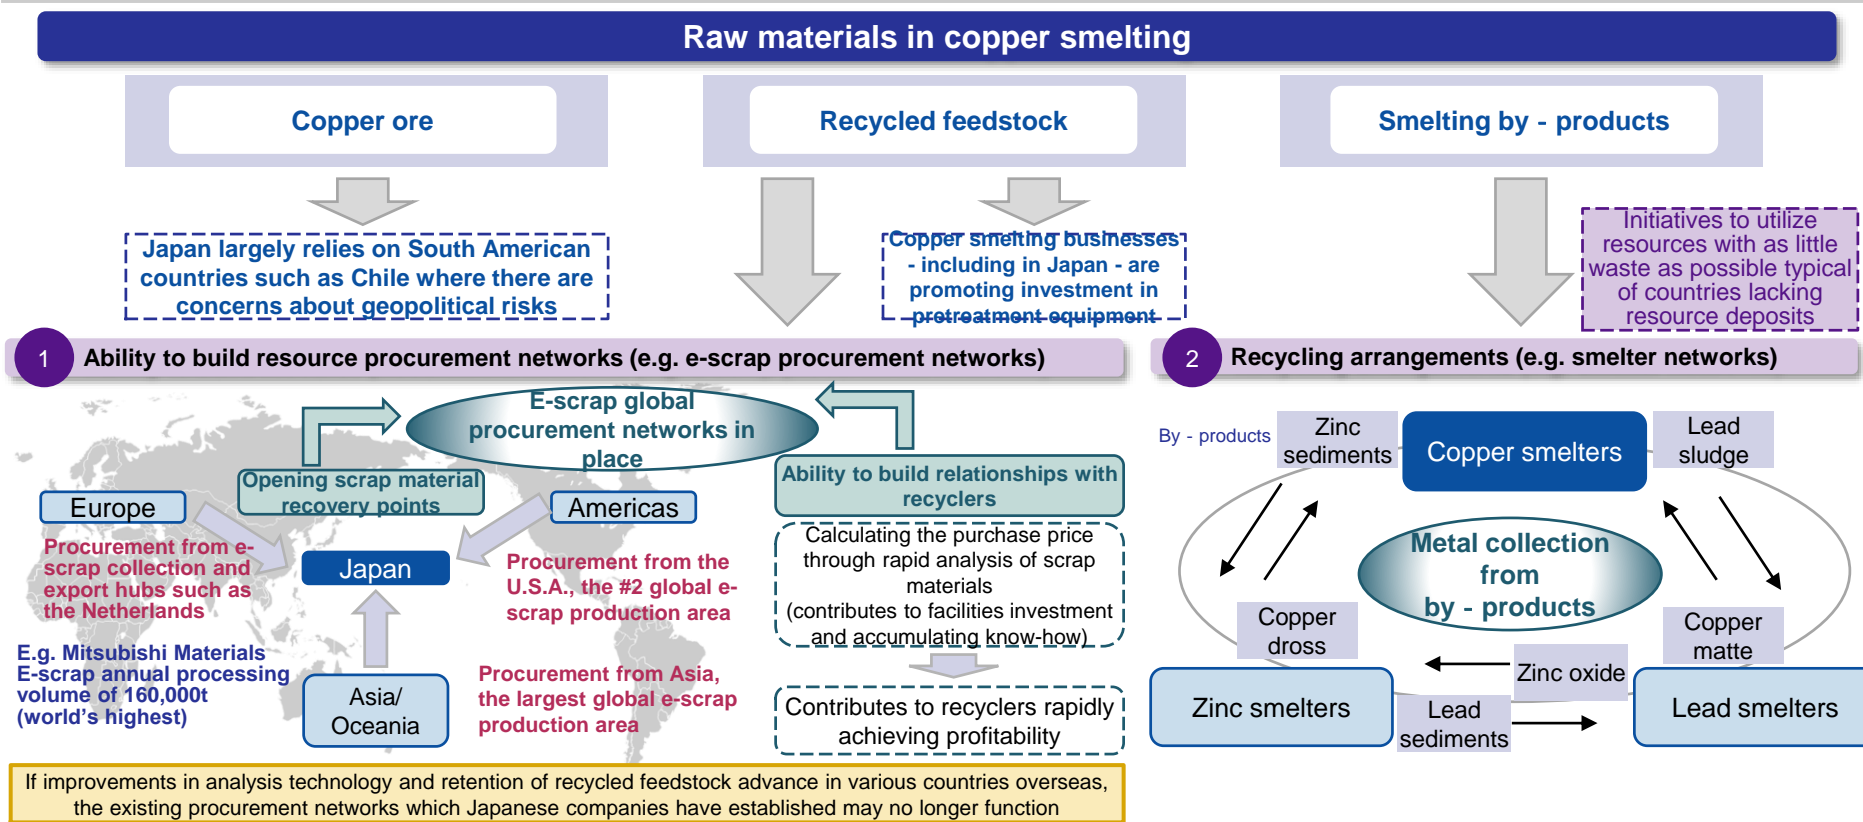 Raw materials in copper smelting
Copper ore
Recycled feedstock
Smelting by - products
Japan largely relies on South American
countries such as Chile where there are
concerns about geopolitical risks
Copper smelting businesses
- including in Japan - are
promoting investment in
pretreatment equipment
Initiatives to utilize
resources with as little
waste as possible typical
of countries lacking
resource deposits
1
Ability to build resource procurement networks (e.g. e-scrap procurement networks)
E-scrap global
procurement networks in
place
Opening scrap material
recovery points
Ability to build relationships with
recyclers
Europe
Americas
Japan
Asia/
Oceania
Procurement from e-
scrap collection and
export hubs such as
the Netherlands
Procurement from the
U.S.A., the #2 global e-
scrap production area
E.g. Mitsubishi Materials
E-scrap annual processing
volume of 160,000t
(world's highest)
Procurement from Asia,
the largest global e-scrap
production area
Calculating the purchase price
through rapid analysis of scrap
materials
(contributes to facilities investment
and accumulating know-how)
Contributes to recyclers rapidly
achieving profitability
If improvements in analysis technology and retention of recycled feedstock advance in various countries overseas,
the existing procurement networks which Japanese companies have established may no longer function
2
Recycling arrangements (e.g. smelter networks)
By - products
Zinc
sediments
Copper smelters
Lead
sludge
Metal collection
from
by - products
Copper
dross
Copper
matte
Zinc oxide
Zinc smelters
Lead
sediments
Lead smelters